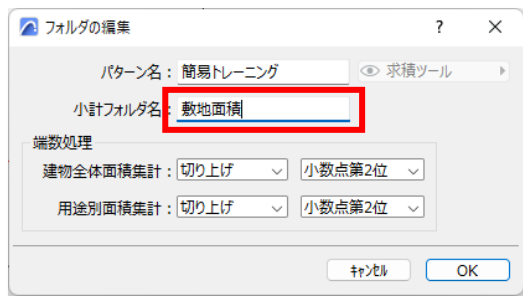 フォルダの編集
?
×
パターン名：簡易トレーニング
求積ツール
小計フォルダ名：敷地面積
端数処理
建物全体面積集計：切り上げ 小数点第2位
用途別面積集計：切り上げ 小数点第2位
ｷｬﾝｾﾙ OK